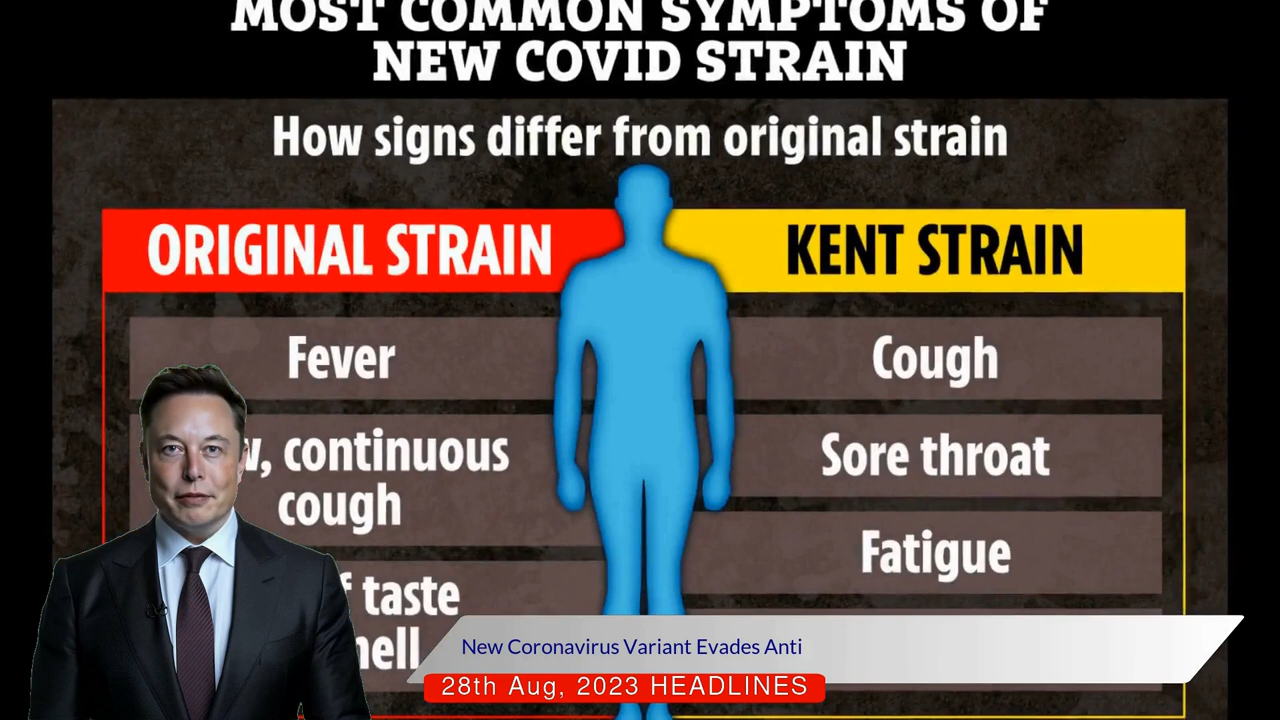 MOST COMMON SYMPTOMS OF
NEW COVID STRAIN
How signs differ from original strain
ORIGINAL STRAIN
KENT STRAIN
Fever
Cough
continuous
cough
Sore throat
Fatigue
taste
New Coronavirus Variant Evades Anti
28th Aug, 2023 HEADLINES